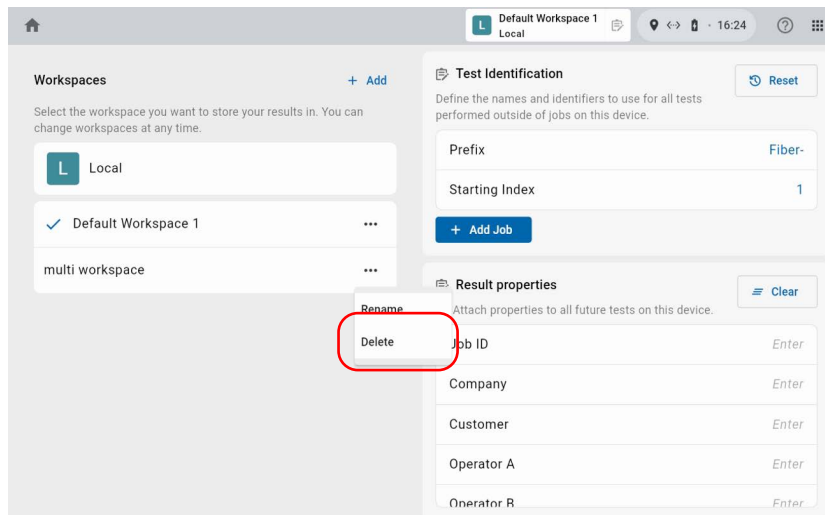 L
Default Workspace 1
Local
16:24
Workspaces
+ Add
Select the workspace you want to store your results in. You can
change workspaces at any time.
L
Local
Default Workspace 1
multi workspace
Rename
Delete
Test Identification
Reset
Define the names and identifiers to use for all tests
performed outside of jobs on this device.
Prefix
Fiber-
Starting Index
1
+ Add Job
Result properties
Clear
Attach properties to all future tests on this device.
Job ID
Enter
Company
Enter
Customer
Enter
Operator A
Enter
Operator B
Enter